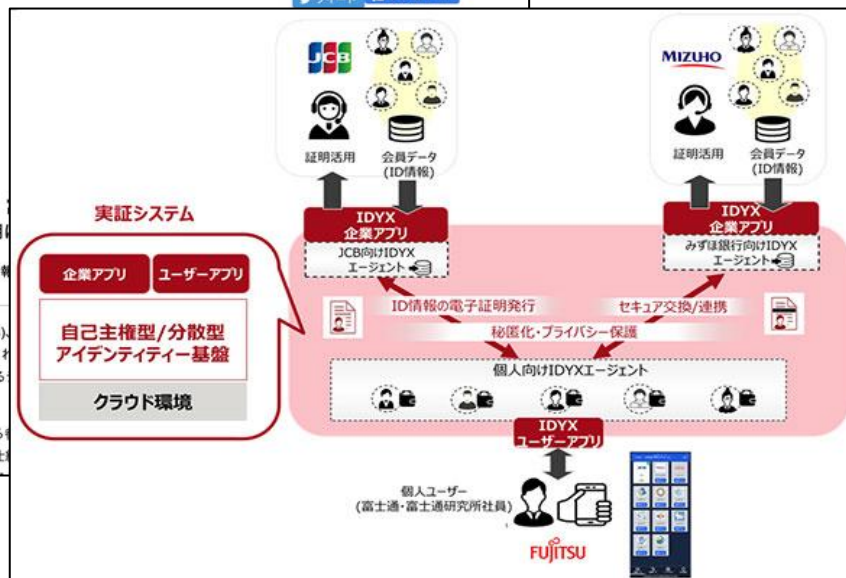 ツイート
JCB
証明活用
会員データ
(ID情報)
MIZUHO
証明活用
会員データ
(ID情報)
IDYX
企業アプリ
JCB向けIDYX
エージェント
IDYX
企業アプリ
みずほ銀行向けIDYX
エージェント
実証システム
企業アプリ
ユーザーアプリ
自己主権型/分散型
アイデンティティー基盤
クラウド環境
ID情報の電子証明発行
セキュア交換/連携
秘匿化・プライバシー保護
個人向けIDYXエージェント
IDYX
ユーザーアプリ
個人ユーザー
(富士通・富士通研究所社員)
FUJITSU